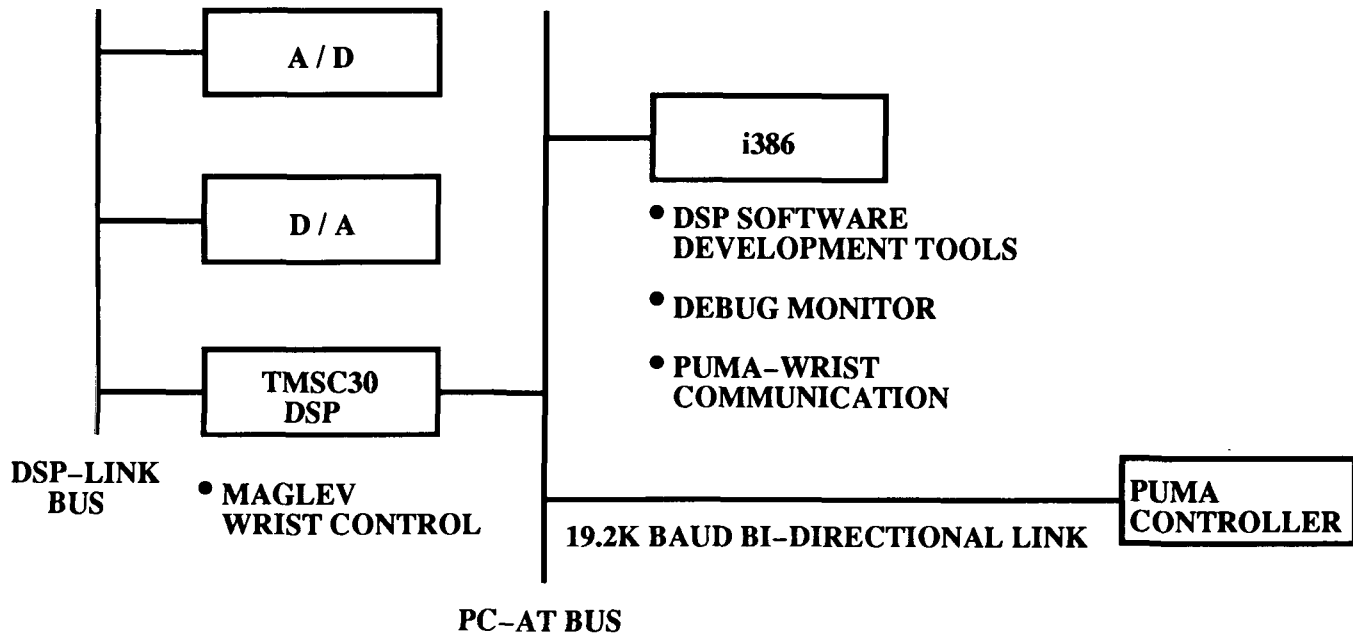 A / D
i386
D / A
• DSP SOFTWARE
DEVELOPMENT TOOLS
• DEBUG MONITOR
• PUMA–WRIST
COMMUNICATION
TMSC30
DSP
DSP–LINK
BUS
• MAGLEV
WRIST CONTROL
PUMA
CONTROLLER
19.2K BAUD BI–DIRECTIONAL LINK
PC–AT BUS